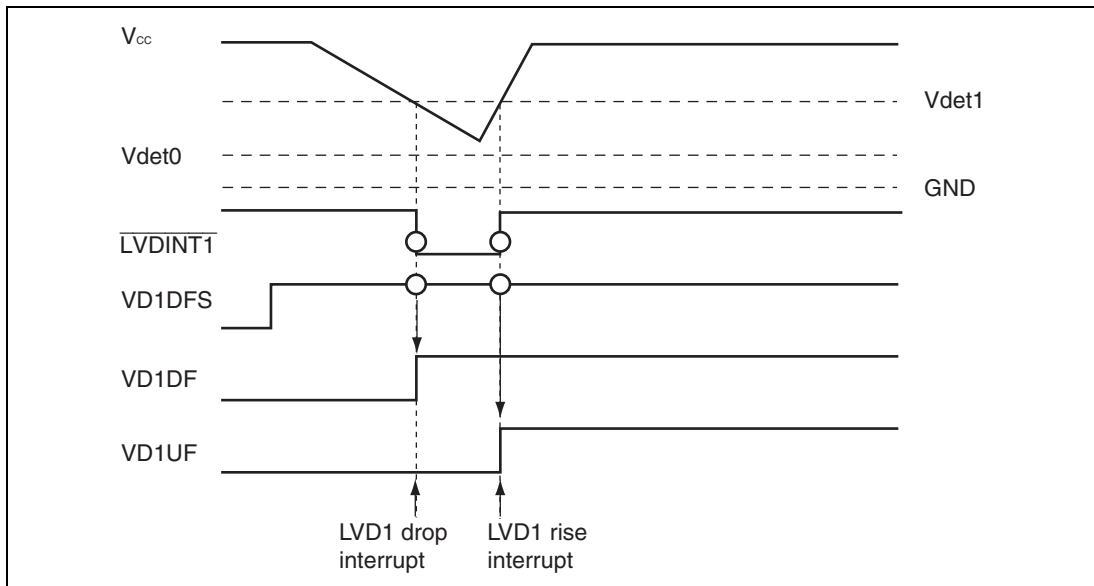 Vcc
Vdet1
Vdet0
GND
LVDINT1
VD1DFS
VD1DF
VD1UF
LVD1 drop
interrupt
LVD1 rise
interrupt